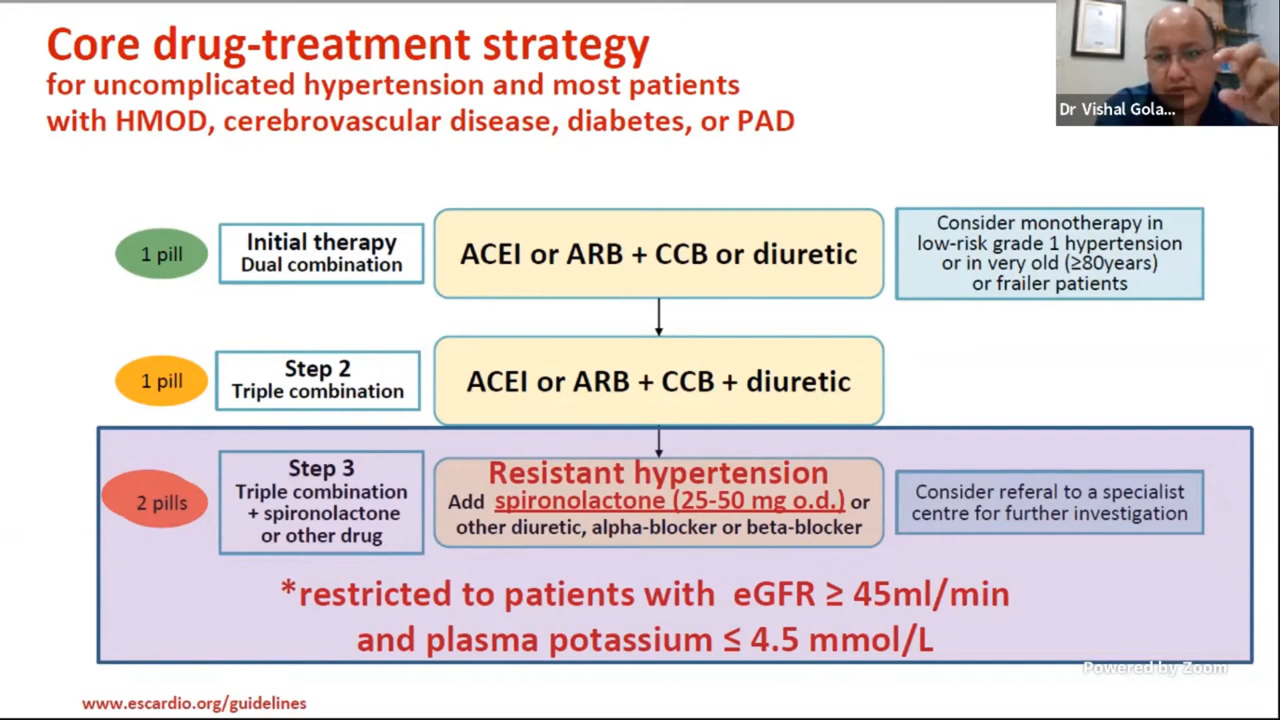 Core drug-treatment strategy
for uncomplicated hypertension and most patients
with HMOD, cerebrovascular disease, diabetes, or PAD
Dr Vishal Gola...
1 pill
Initial therapy
Dual combination
ACEI or ARB + CCB or diuretic
Consider monotherapy in
low-risk grade 1 hypertension
or in very old (≥80years)
or frailer patients
1 pill
Step 2
Triple combination
ACEI or ARB + CCB + diuretic
2 pills
Step 3
Triple combination
+ spironolactone
or other drug
Resistant hypertension
Add spironolactone (25-50 mg o.d.) or
other diuretic, alpha-blocker or beta-blocker
Consider referal to a specialist
centre for further investigation
*restricted to patients with eGFR ≥ 45ml/min
and plasma potassium ≤ 4.5 mmol/L
Powered by Zoom
www.escardio.org/guidelines